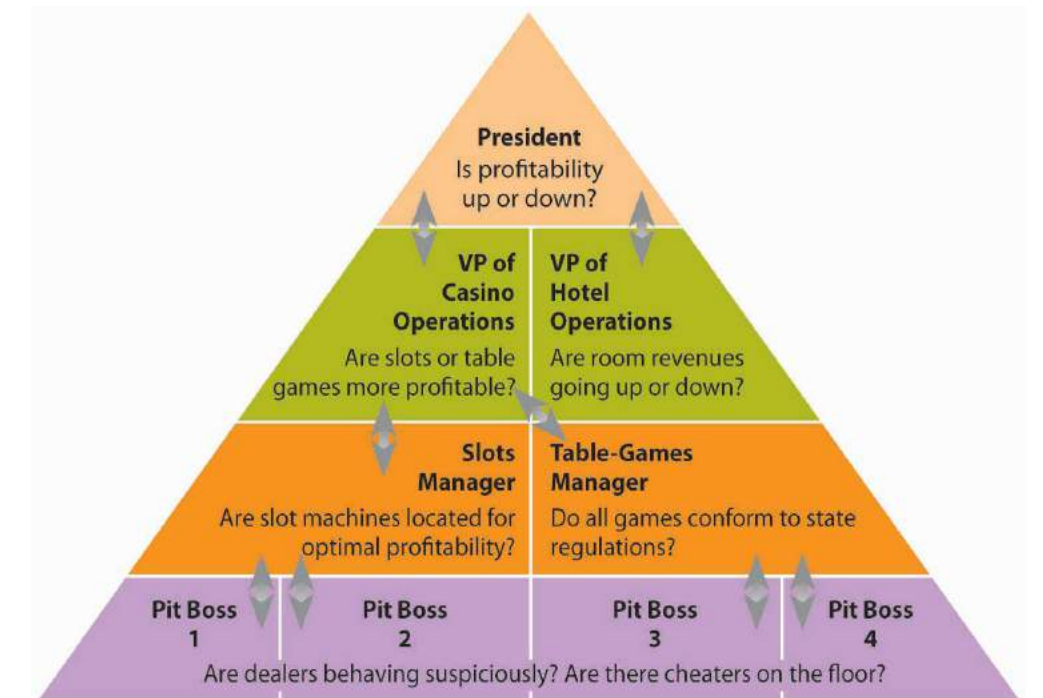 President
Is profitability
up or down?
VP of
Casino
Operations
Are slots or table
games more profitable?
VP of
Hotel
Operations
Are room revenues
going up or down?
Slots
Manager
Are slot machines located for
optimal profitability?
Table-Games
Manager
Do all games conform to state
regulations?
Pit Boss
1
Pit Boss
2
Pit Boss
3
Pit Boss
4
Are dealers behaving suspiciously? Are there cheaters on the floor?